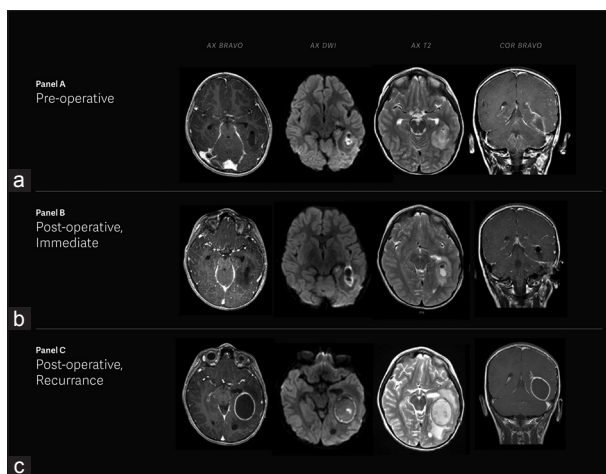 AX BRAVO AX DWI AX T2 COR BRAVO
Panel A
Pre-operative
a
Panel B
Post-operative,
Immediate
b
Panel C
Post-operative,
Recurrance
c